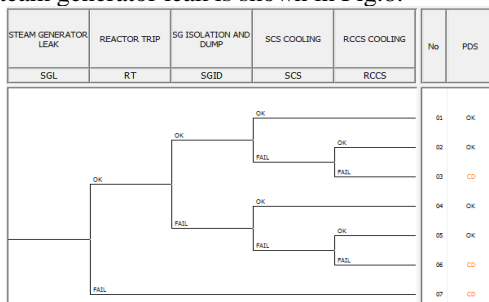 steam generator leak is shown in Fig.6.
STEAM GENERATOR LEAK REACTOR TRIP SG ISOLATION AND DUMP SCS COOLING RCCS COOLING No PDS
SGL RT SGID SCS RCCS
OK 01 OK
OK OK 02 OK
FAIL
FAIL 03 CD
OK
OK 04 OK
FAIL OK 05 OK
FAIL
FAIL 06 CD
FAIL 07 CD